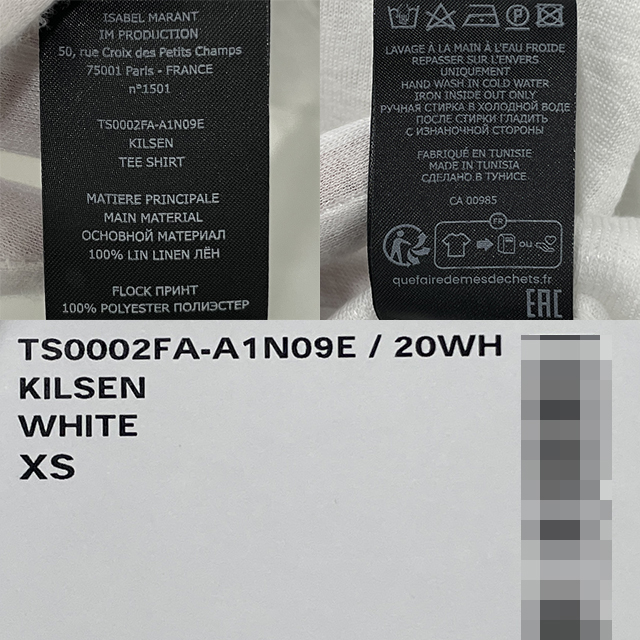 ISABEL MARANT
IM PRODUCTION
50, rue Croix des Petits Champs
75001 Paris - FRANCE
n°1501
TS0002FA-A1N09E
KILSEN
TEE SHIRT
MATIERE PRINCIPALE
MAIN MATERIAL
ОСНОВНОЙ МАТЕРИАЛ
100% LIN LINEN ЛЁН
FLOCK ПРИНТ
100% POLYESTER ПОЛИЭСТЕР
LAVAGE À LA MAIN À L'EAU FROIDE
REPASSER SUR L'ENVERS
UNIQUEMENT
HAND WASH IN COLD WATER
IRON INSIDE OUT ONLY
РУЧНАЯ СТИРКА В ХОЛОДНОЙ ВОДЕ
ПОСЛЕ СТИРКИ ГЛАДИТЬ
С ИЗНАНОЧНОЙ СТОРОНЫ
FABRIQUÉ EN TUNISIE
MADE IN TUNISIA
СДЕЛАНО В ТУНИСЕ
CA 00985
FR
OU
quefairedemesdechets.fr
EAC
TS0002FA-A1N09E / 20WH
KILSEN
WHITE
XS